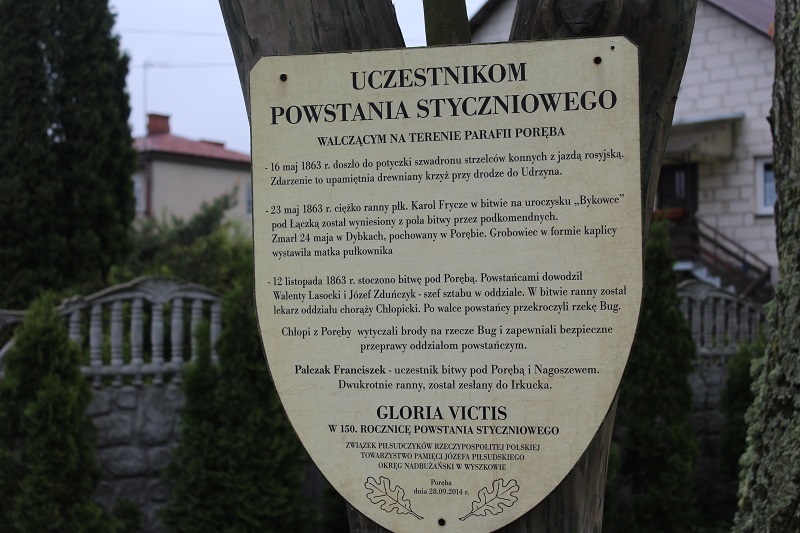 UCZESTNIKOM
POWSTANIA STYCZNIOWEGO
WALCZĄCYM NA TERENIE PARAFII PORĘBA
- 16 maj 1863 r. doszło do potyczki szwadronu strzelców konnych z jazdą rosyjską.
Zdarzenie to upamiętnia drewniany krzyż przy drodze do Udrzyna.
- 23 maj 1863 r. ciężko ranny płk. Karol Frycze w bitwie na uroczysku „Bykowce”
pod Łączką został wyniesiony z pola bitwy przez podkomendnych.
Zmarł 24 maja w Dybkach, pochowany w Porębie. Grobowiec w formie kaplicy
wystawiła matka pułkownika
- 12 listopada 1863 r. stoczono bitwę pod Porębą. Powstańcami dowodził
Walenty Lasocki i Józef Zduńczyk - szef sztabu w oddziale. W bitwie ranny został
lekarz oddziału chorąży Chłopicki. Po walce powstańcy przekroczyli rzekę Bug.
Chłopi z Poręby wytyczali brody na rzece Bug i zapewniali bezpieczne
przeprawy oddziałom powstańczym.
Palczak Franciszek - uczestnik bitwy pod Porębą i Nagoszewem.
Dwukrotnie ranny, został zesłany do Irkucka.
GLORIA VICTIS
W 150. ROCZNICĘ POWSTANIA STYCZNIOWEGO
ZWIĄZEK PIŁSUDCZYKÓW RZECZYPOSPOLITEJ POLSKIEJ
TOWARZYSTWO PAMIĘCI JÓZEFA PIŁSUDSKIEGO
OKRĘG NADBUŻAŃSKI W WYSZKOWIE
Poręba
dnia 28.09.2014 r.